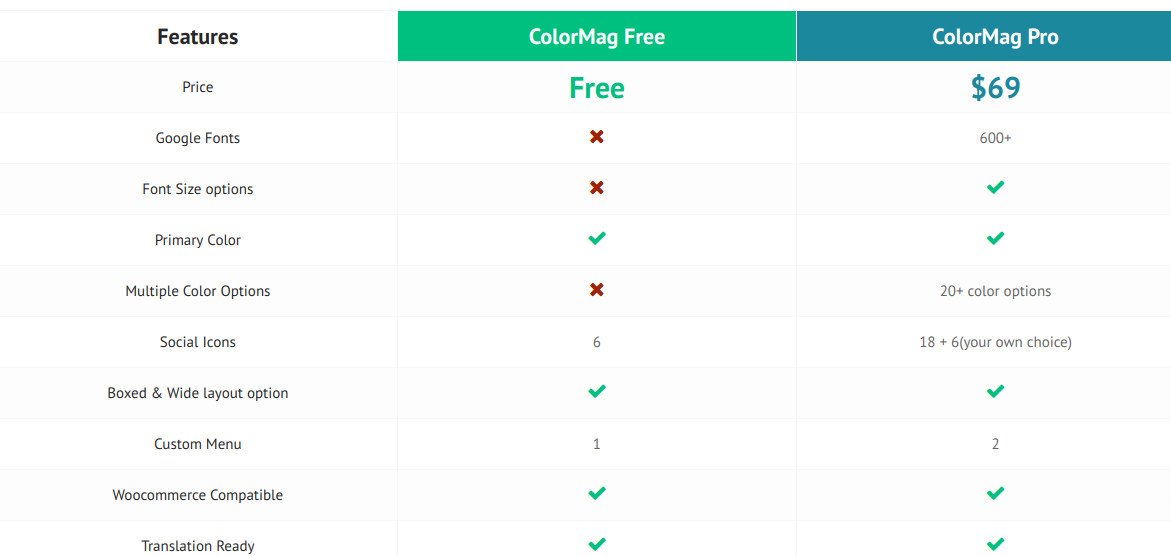 Features ColorMag Free ColorMag Pro
Price Free $69
Google Fonts 600+
Font Size options
Primary Color
Multiple Color Options 20+ color options
Social Icons 6 18 + 6(your own choice)
Boxed & Wide layout option
Custom Menu 1 2
Woocommerce Compatible
Translation Ready